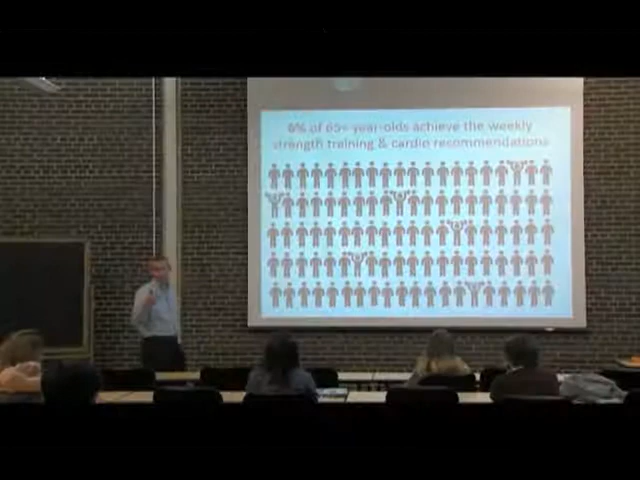 6% of 65+ year-olds achieve the weekly
strength training & cardio recommendations